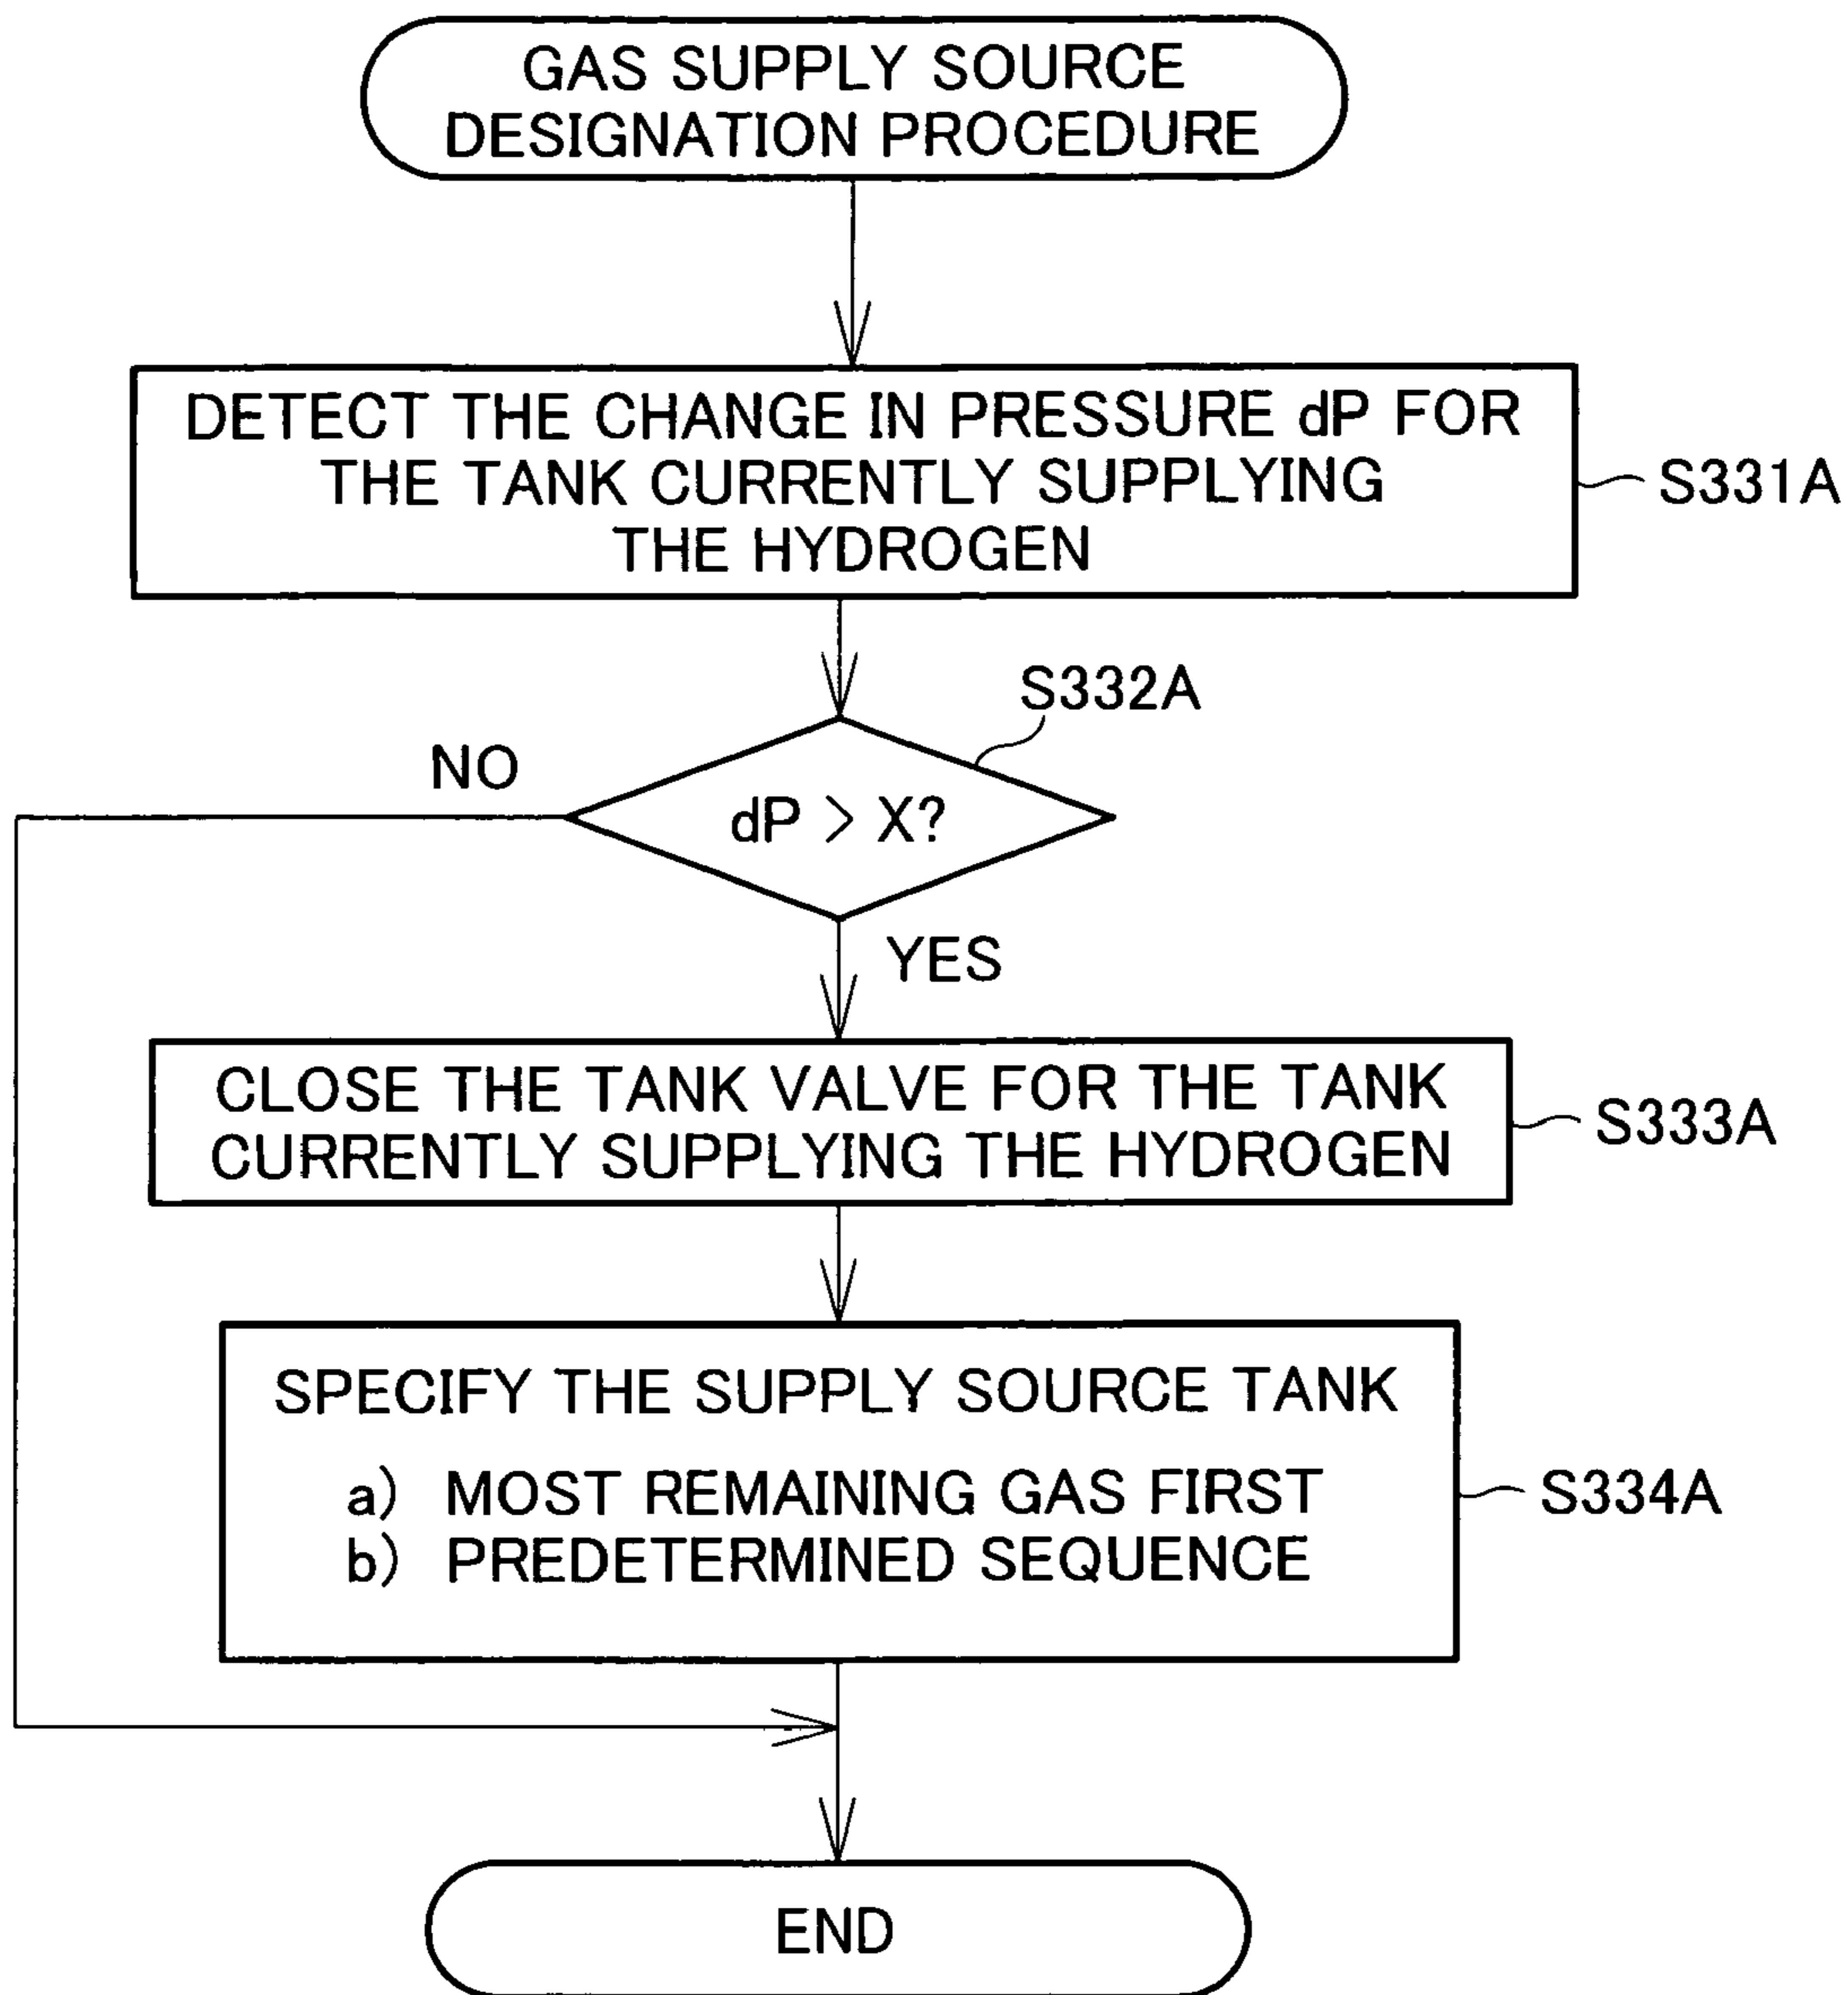 GAS SUPPLY SOURCE
DESIGNATION PROCEDURE
DETECT THE CHANGE IN PRESSURE dP FOR
THE TANK CURRENTLY SUPPLYING
THE HYDROGEN
S331A
S332A
NO
dP > X?
YES
CLOSE THE TANK VALVE FOR THE TANK
CURRENTLY SUPPLYING THE HYDROGEN
S333A
SPECIFY THE SUPPLY SOURCE TANK
a) MOST REMAINING GAS FIRST
b) PREDETERMINED SEQUENCE
S334A
END